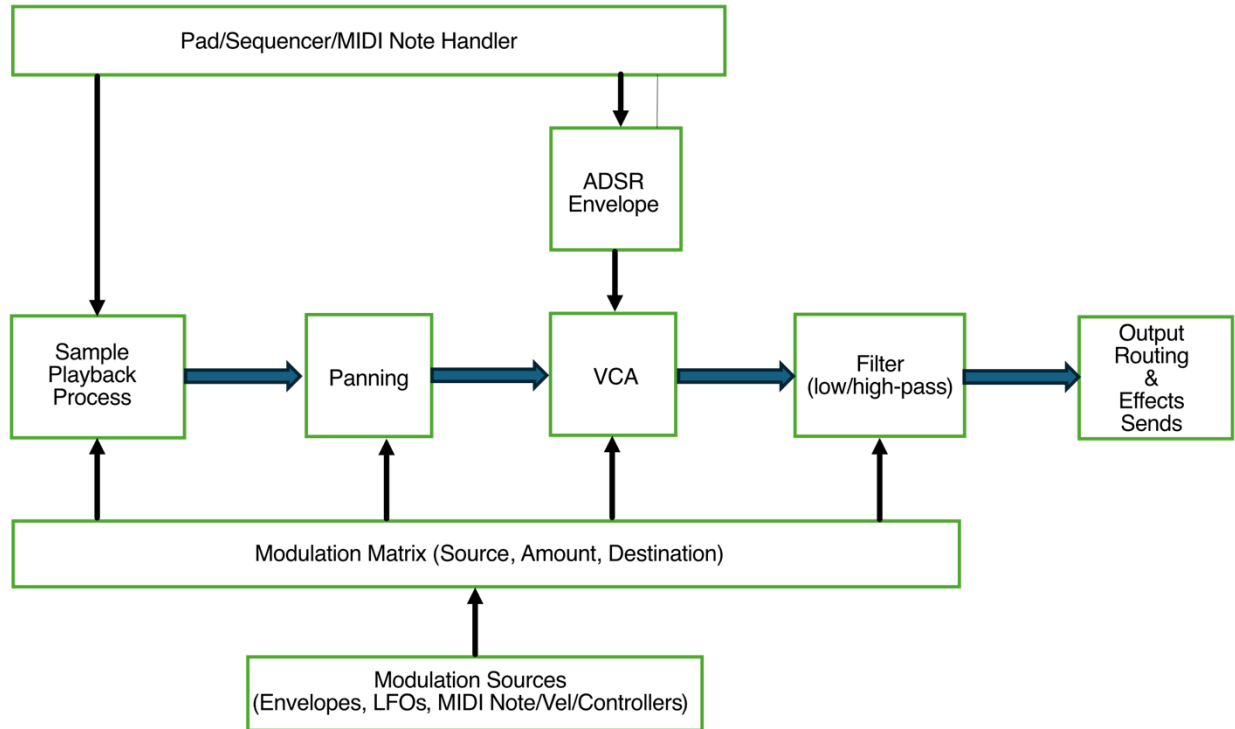 Pad/Sequencer/MIDI Note Handler
ADSR
Envelope
Sample
Playback
Process
Panning
VCA
Filter
(low/high-pass)
Output
Routing
&
Effects
Sends
Modulation Matrix (Source, Amount, Destination)
Modulation Sources
(Envelopes, LFOs, MIDI Note/Vel/Controllers)